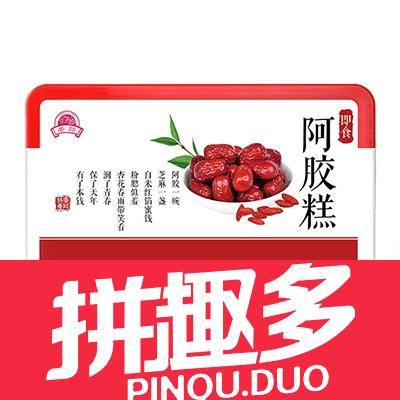 即食
阿胶糕
阿胶一碗
芝麻一盏
白米红馅蜜饯
粉腮似羞
杏花春雨带笑看
润了青春
保了天年
有了本钱
拼趣多
PINQU.DUO